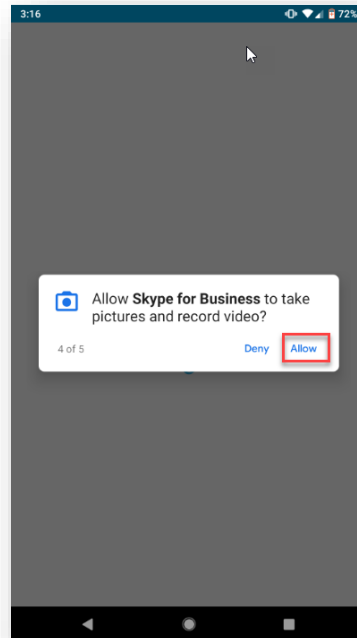 3:16 72%
Allow Skype for Business to take
pictures and record video?
4 of 5 Deny Allow